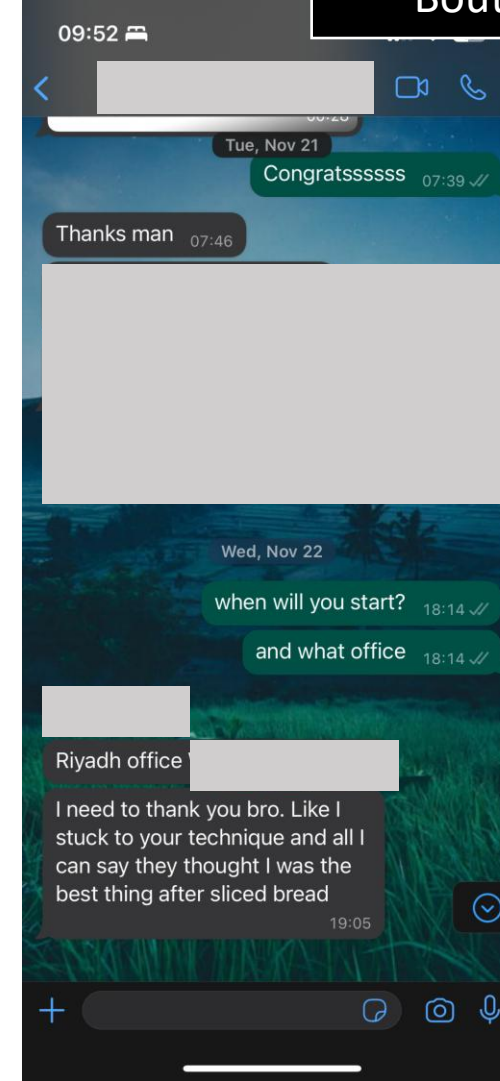 09:52
Tue, Nov 21
Congratssssss 07:39
Thanks man 07:46
Wed, Nov 22
when will you start? 18:14
and what office 18:14
Riyadh office
I need to thank you bro. Like I
stuck to your technique and all I
can say they thought I was the
best thing after sliced bread
19:05